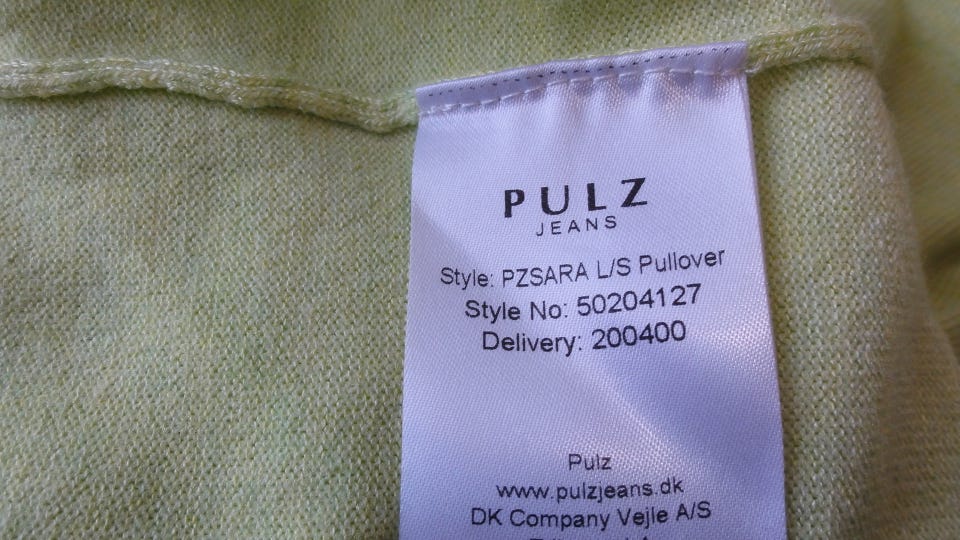 PULZ
JEANS
Style: PZSARA L/S Pullover
Style No: 50204127
Delivery: 200400
Pulz
www.pulzjeans.dk
DK Company Vejle A/S